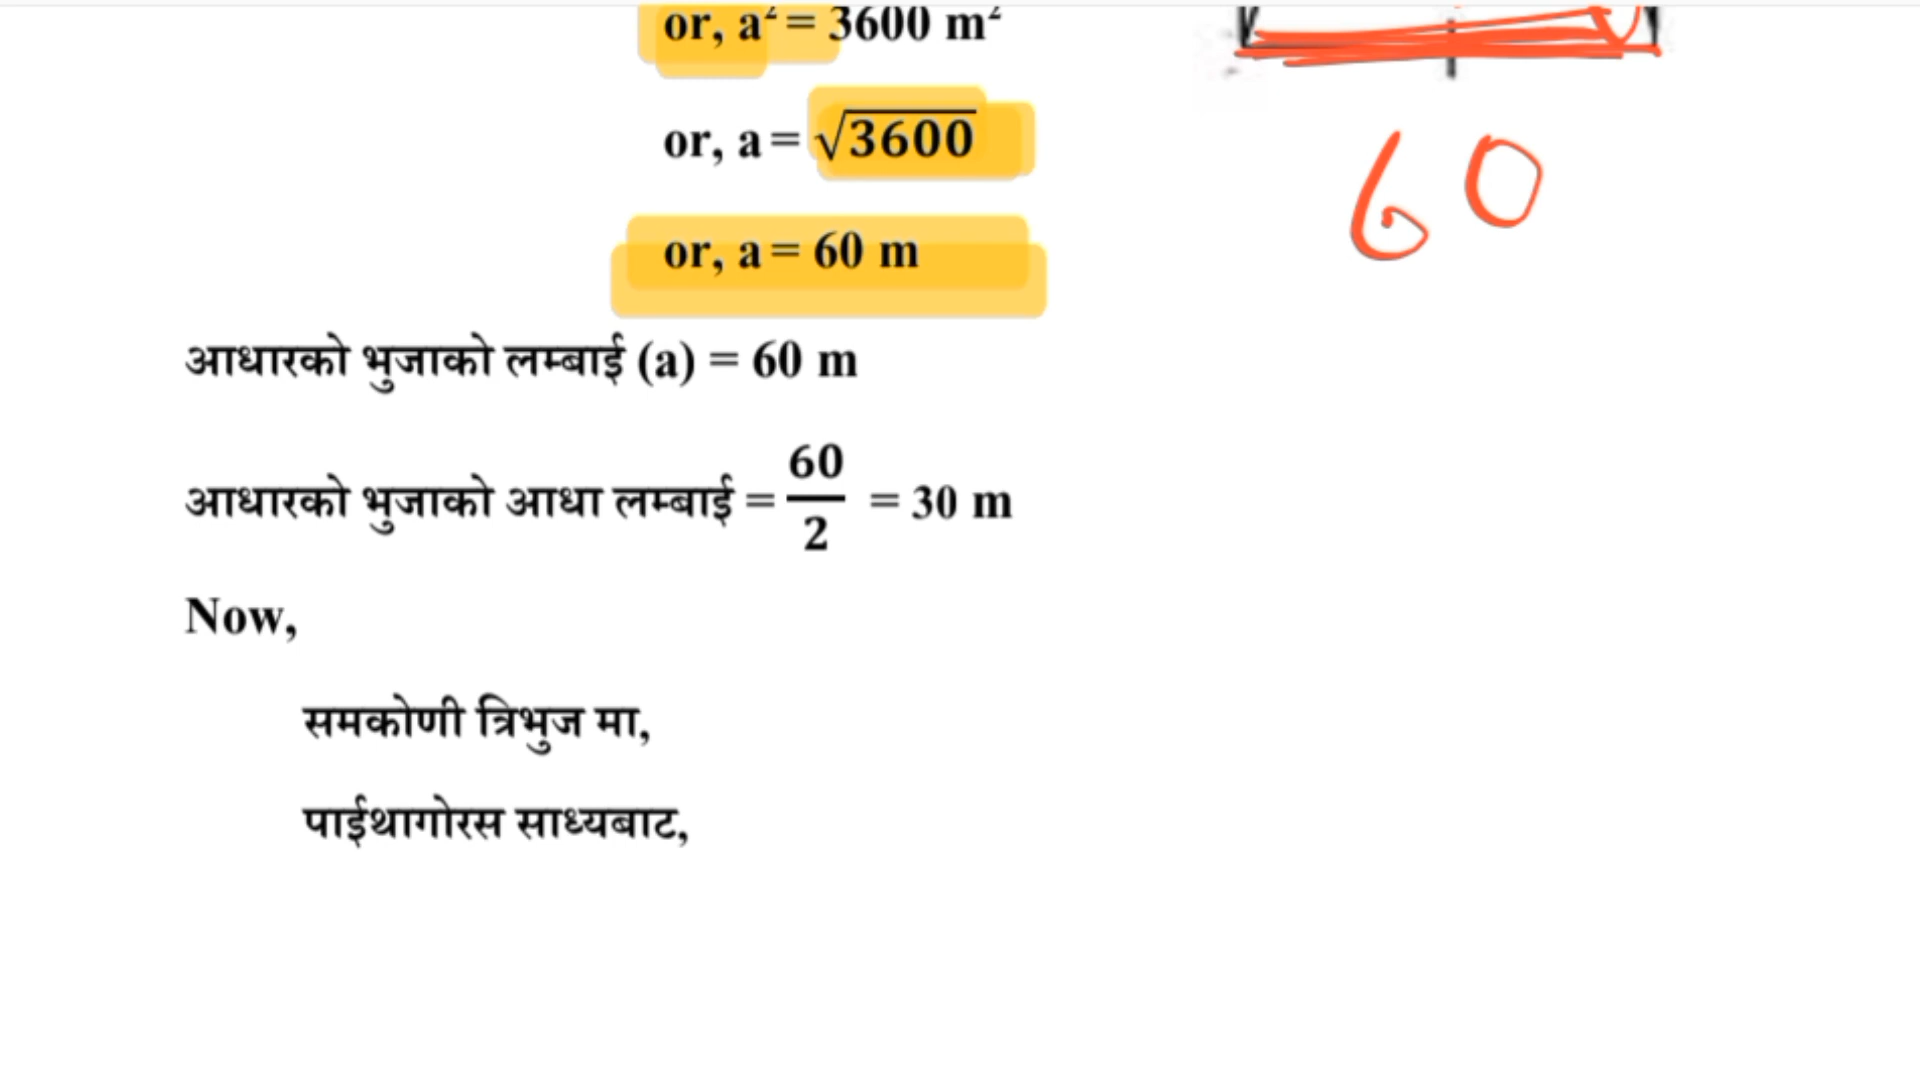 or, a² = 3600 m²
or, a = √3600
60
or, a = 60 m
आधारको भुजाको लम्बाई (a) = 60 m
आधारको भुजाको आधा लम्बाई = 60/2 = 30 m
Now,
समकोणी त्रिभुज मा,
पाईथागोरस साध्यबाट,